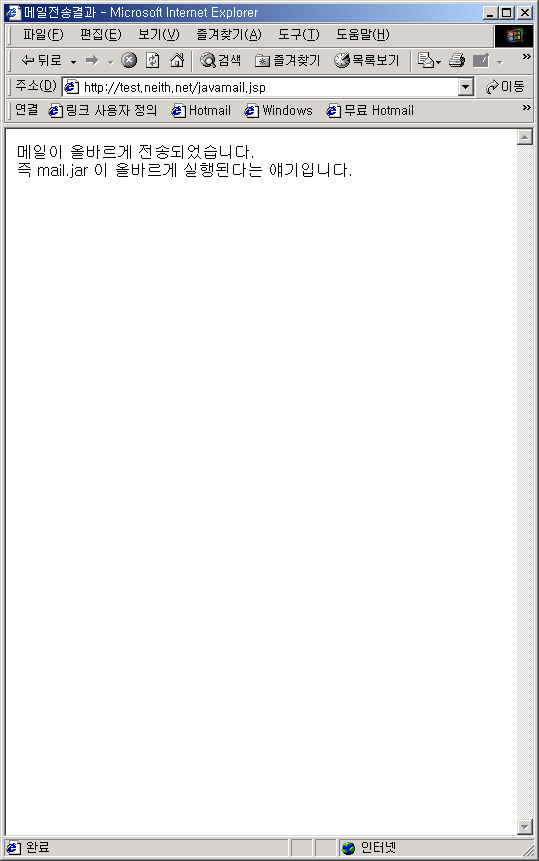 메일전송결과 - Microsoft Internet Explorer
파일(F) 편집(E) 보기(V) 즐겨찾기(A) 도구(T) 도움말(H) »
뒤로 검색 즐겨찾기 목록보기 »
주소(D) http://test.neith.net/javamail.jsp 이동
연결 링크 사용자 정의 Hotmail Windows 무료 Hotmail »
메일이 올바르게 전송되었습니다.
즉 mail.jar 이 올바르게 실행된다는 얘기입니다.
완료 인터넷